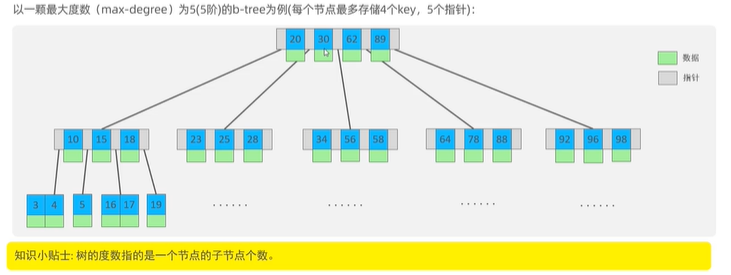 以一颗最大度数（max-degree）为5(5阶)的b-tree为例(每个节点最多存储4个key，5个指针)：
20 30 62 89
数据
指针
10 15 18 23 25 28 34 56 58 64 78 88 92 96 98
3 4 5 16 17 19 ...... ...... ...... ......
知识小贴士: 树的度数指的是一个节点的子节点个数。